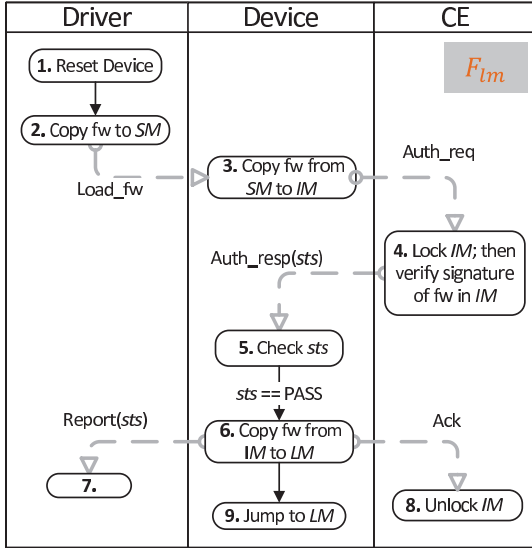 Driver
Device
CE
F_lm
1. Reset Device
2. Copy fw to SM
Load_fw
3. Copy fw from
SM to IM
Auth_req
4. Lock IM; then
verify signature
of fw in IM
Auth_resp(sts)
5. Check sts
sts == PASS
6. Copy fw from
IM to LM
Report(sts)
Ack
7.
8. Unlock IM
9. Jump to LM